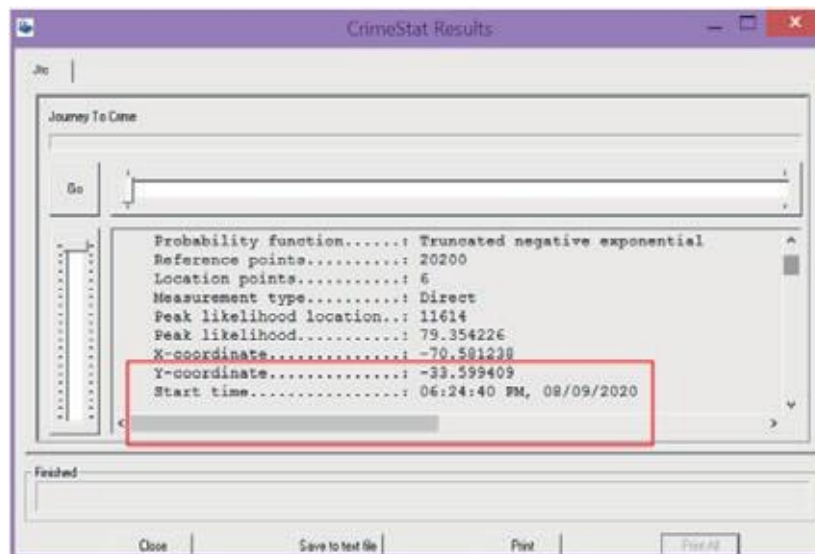 CrimeStat Results
Jtc
Journey To Crime
Go
Probability function......: Truncated negative exponential
Reference points..........: 20200
Location points...........: 6
Measurement type..........: Direct
Peak likelihood location..: 11614
Peak likelihood...........: 79.354226
X-coordinate..............: -70.581238
Y-coordinate..............: -33.599409
Start time................: 06:24:40 PM, 08/09/2020
Finished
Close Save to text file Print Print All